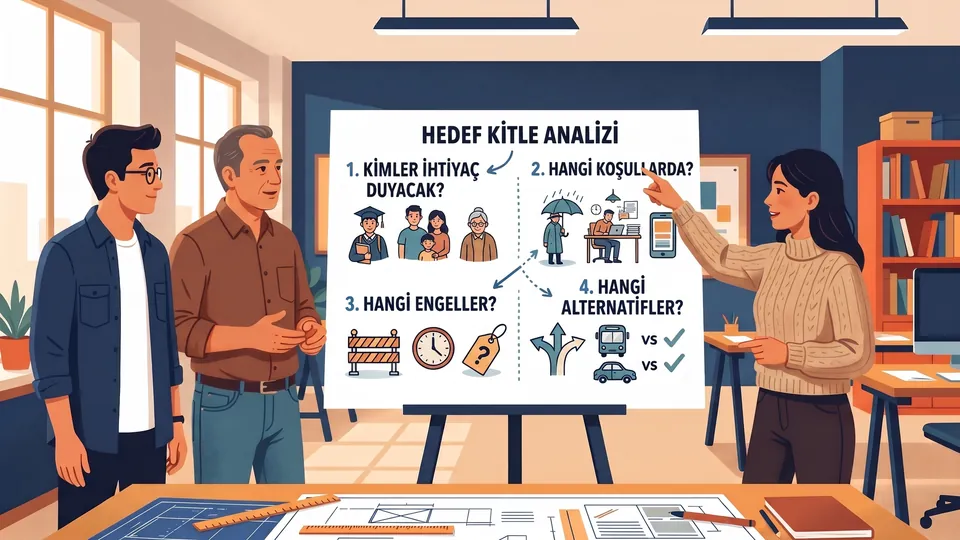 HEDEF KİTLE ANALİZİ
1. KİMLER İHTİYAÇ
DUYACAK?
2. HANGİ KOŞULLARDA?
3. HANGİ ENGELLER?
?
4. HANGİ
ALTERNATİFLER?
VS
VS